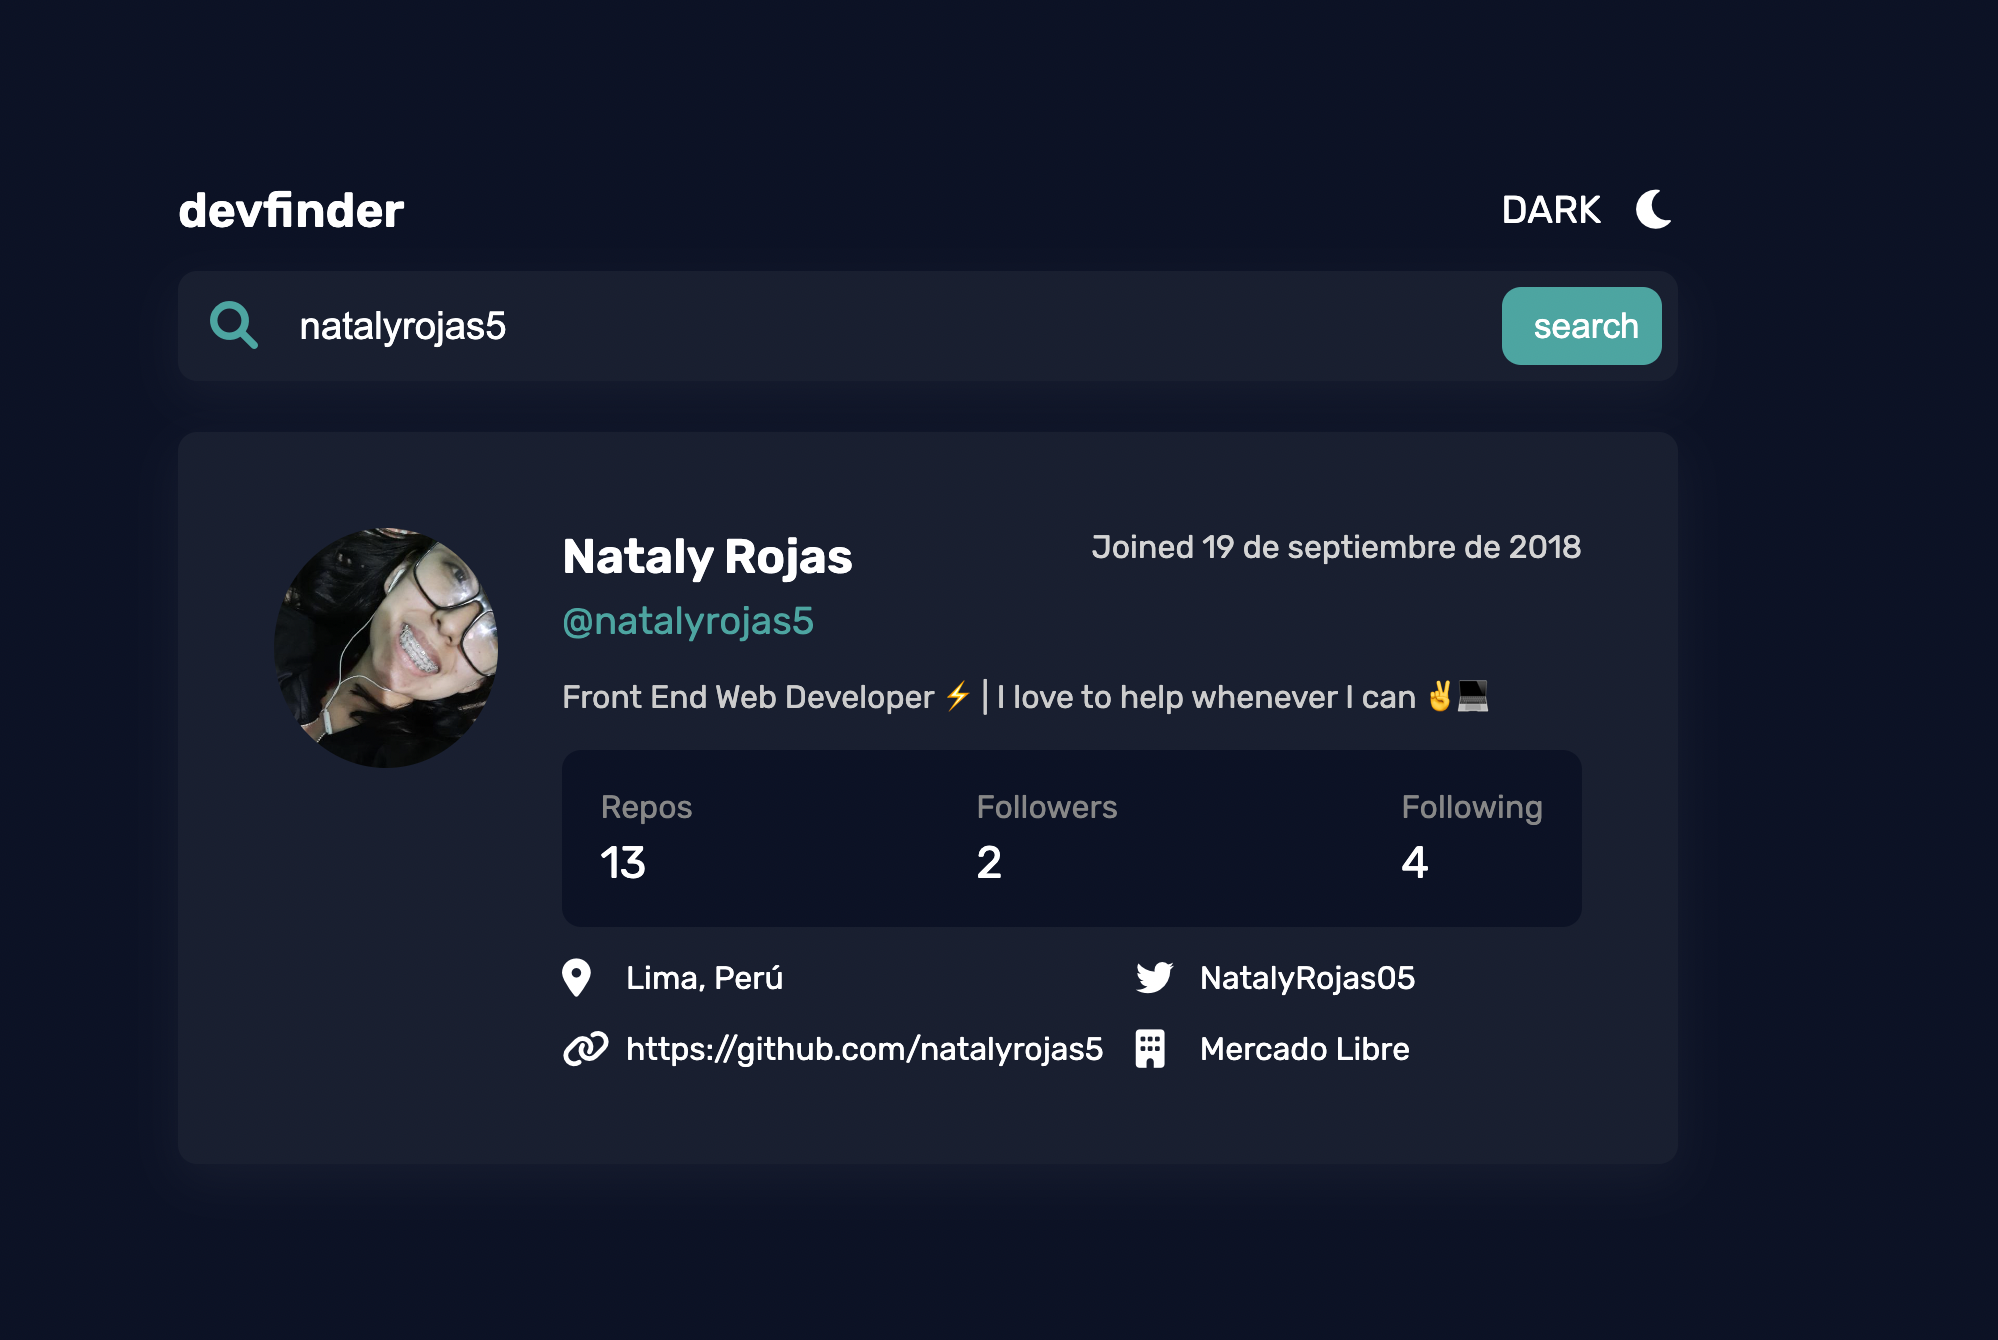 devfinder
DARK
natalyrojas5
search
Nataly Rojas
Joined 19 de septiembre de 2018
@natalyrojas5
Front End Web Developer ⚡ | I love to help whenever I can ✌️💻
Repos
Followers
Following
13
2
4
Lima, Perú
NatalyRojas05
https://github.com/natalyrojas5
Mercado Libre